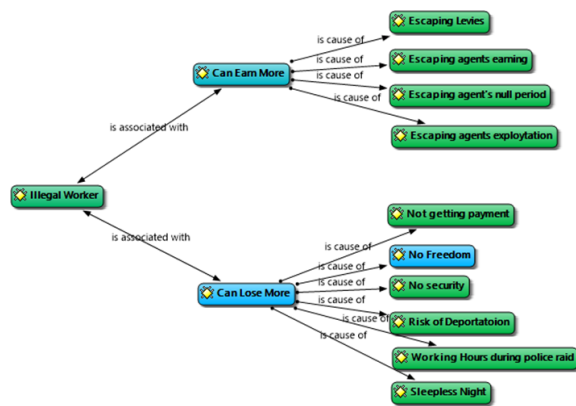 Escaping Levies
is cause of
Can Earn More
is cause of
Escaping agents earning
is cause of
Escaping agent's null period
is cause of
Escaping agents exploytation
is associated with
Illegal Worker
is associated with
Not getting payment
is cause of
No Freedom
is cause of
Can Lose More
is cause of
No security
is cause of
Risk of Deportatoion
is cause of
Working Hours during police raid
is cause of
Sleepless Night